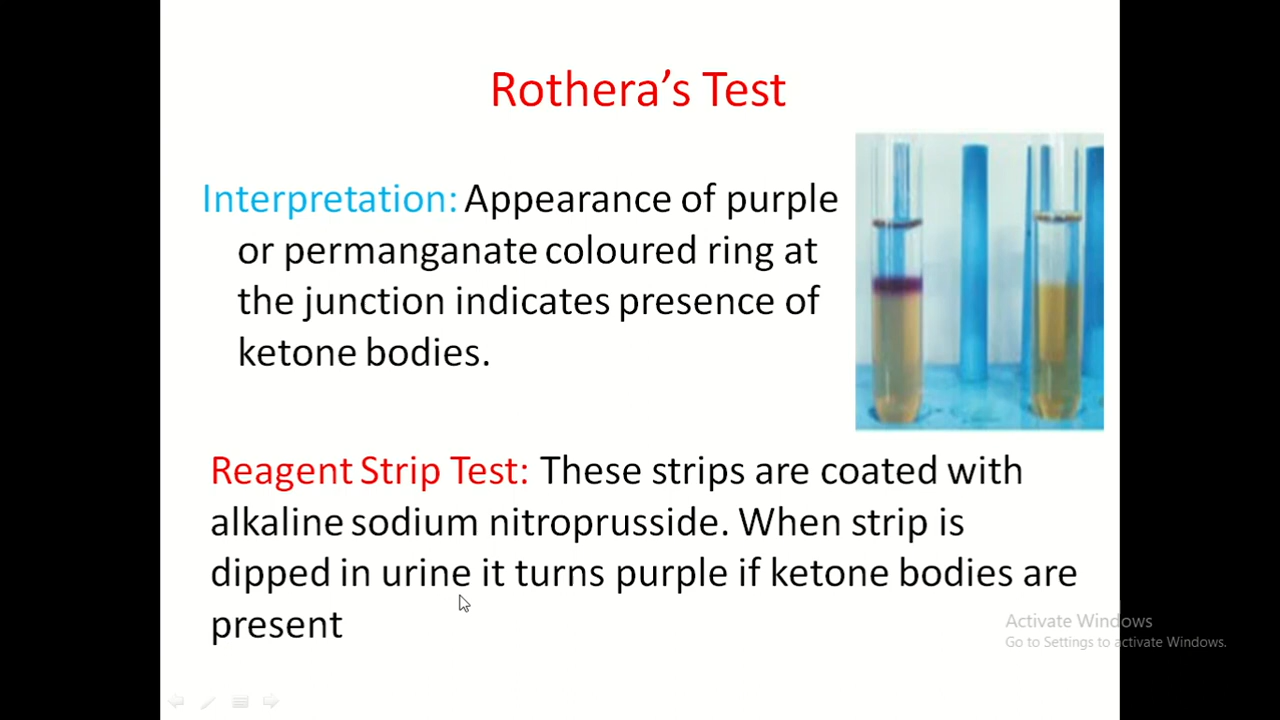 Rothera’s Test
Interpretation: Appearance of purple
or permanganate coloured ring at
the junction indicates presence of
ketone bodies.
Reagent Strip Test: These strips are coated with
alkaline sodium nitroprusside. When strip is
dipped in urine it turns purple if ketone bodies are
present
Activate Windows
Go to Settings to activate Windows.